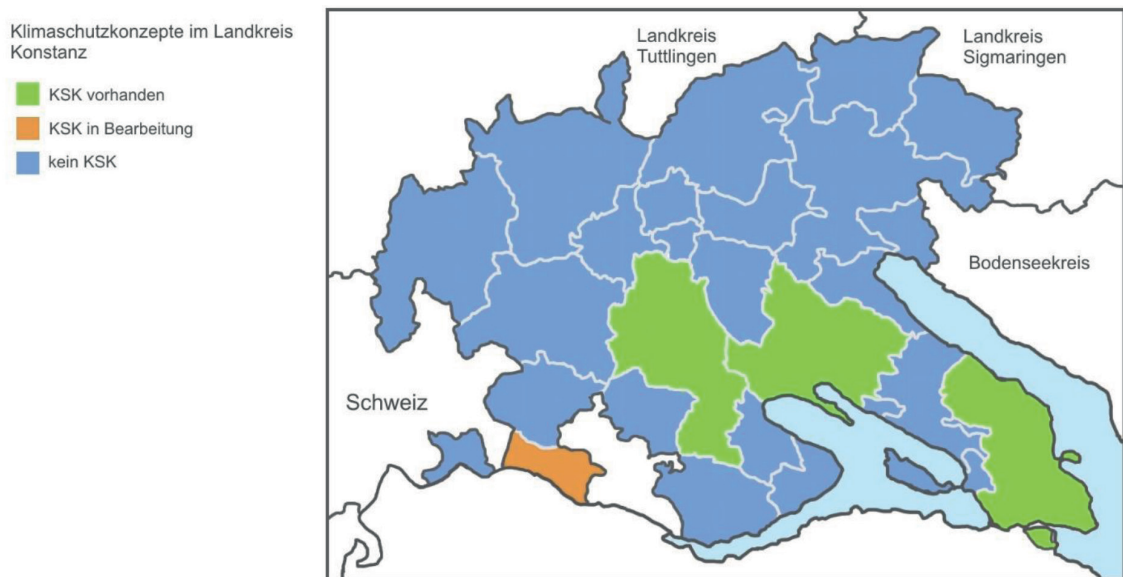 Klimaschutzkonzepte im Landkreis
Konstanz
KSK vorhanden
KSK in Bearbeitung
kein KSK
Landkreis
Tuttlingen
Landkreis
Sigmaringen
Bodenseekreis
Schweiz